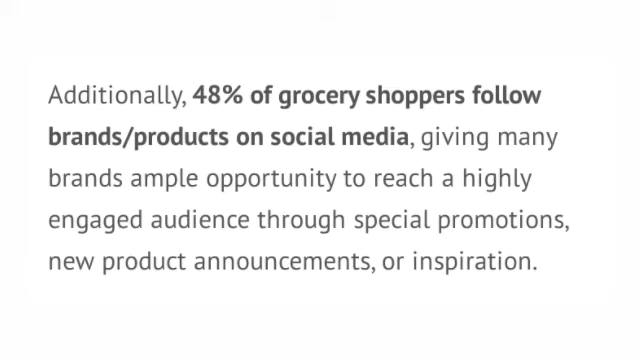 Additionally, 48% of grocery shoppers follow
brands/products on social media, giving many
brands ample opportunity to reach a highly
engaged audience through special promotions,
new product announcements, or inspiration.